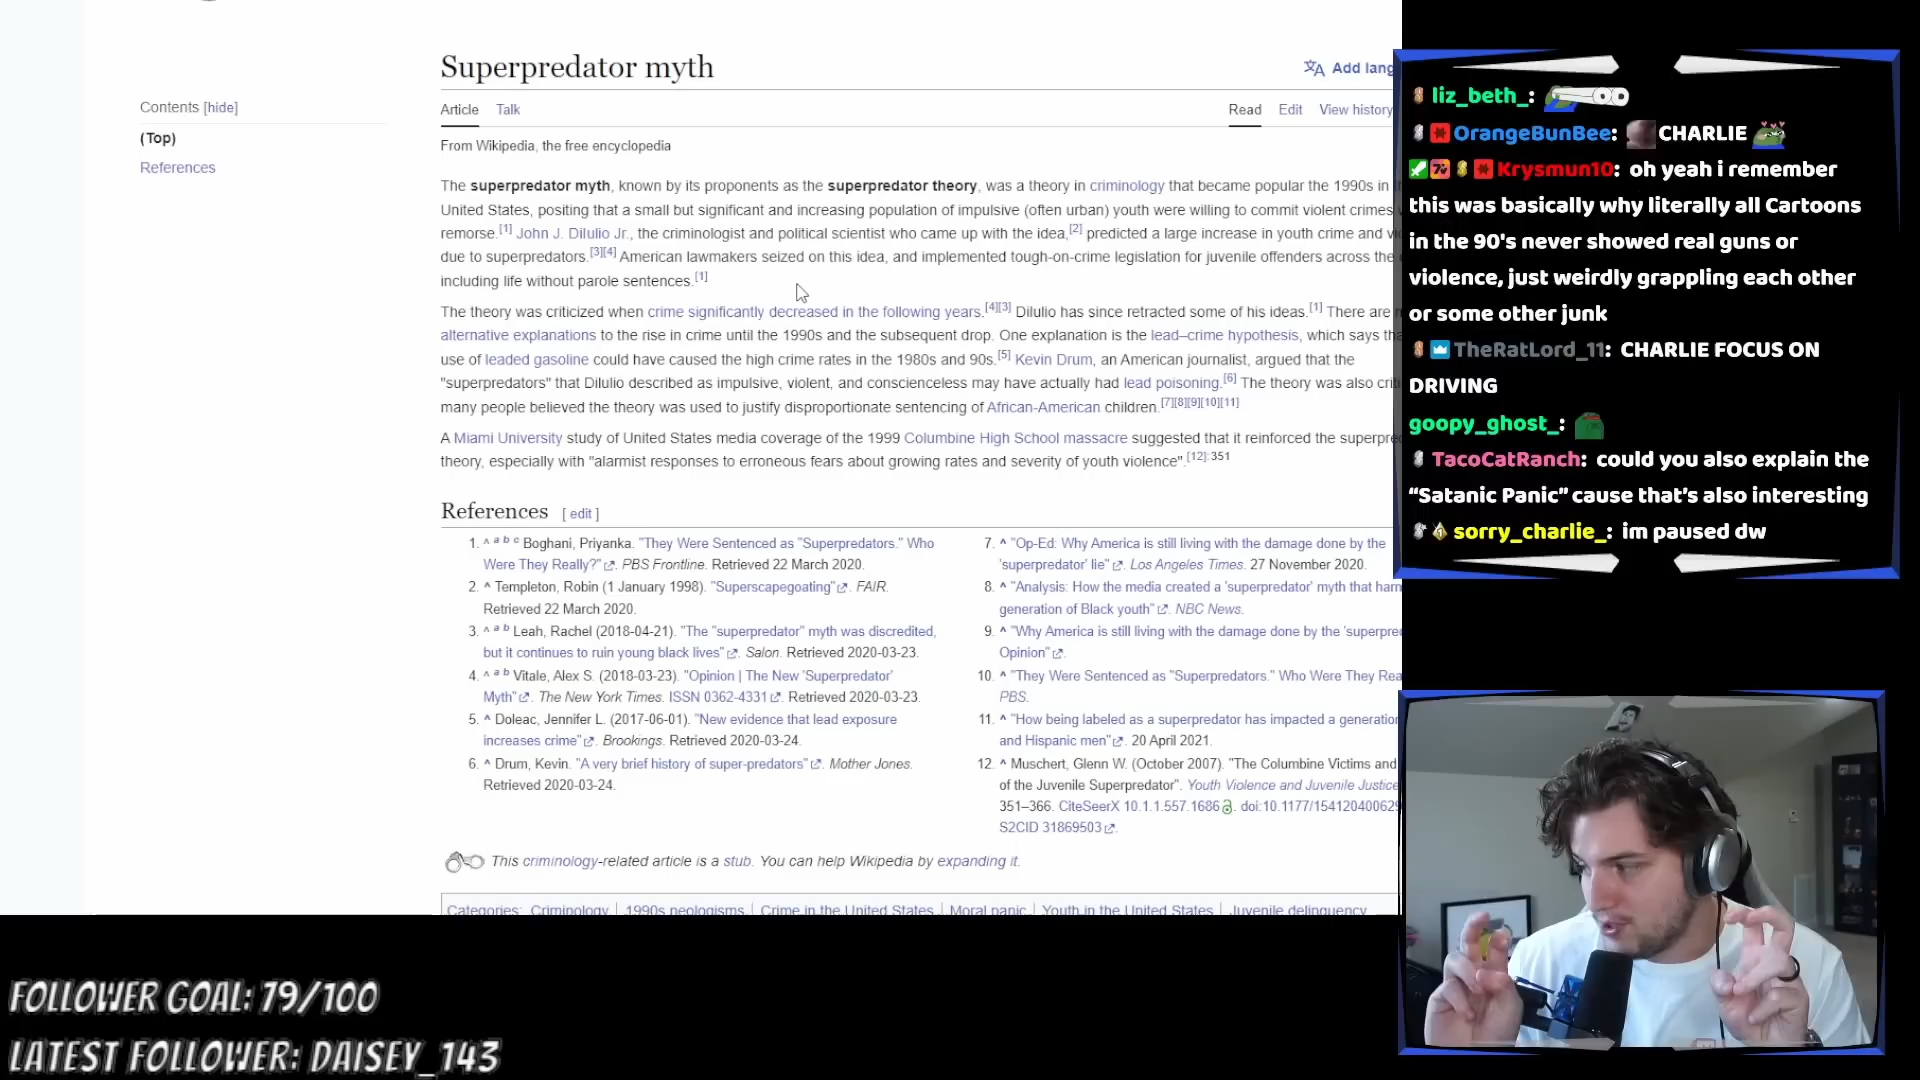 Superpredator myth
Add lang
Contents [hide]
(Top)
References
Article Talk
Read Edit View history
From Wikipedia, the free encyclopedia
The superpredator myth, known by its proponents as the superpredator theory, was a theory in criminology that became popular the 1990s in
United States, positing that a small but significant and increasing population of impulsive (often urban) youth were willing to commit violent crimes
remorse.[1] John J. DiIulio Jr., the criminologist and political scientist who came up with the idea,[2] predicted a large increase in youth crime and vi
due to superpredators.[3][4] American lawmakers seized on this idea, and implemented tough-on-crime legislation for juvenile offenders across the
including life without parole sentences.[1]
The theory was criticized when crime significantly decreased in the following years.[4][3] DiIulio has since retracted some of his ideas.[1] There are
alternative explanations to the rise in crime until the 1990s and the subsequent drop. One explanation is the lead–crime hypothesis, which says th
use of leaded gasoline could have caused the high crime rates in the 1980s and 90s.[5] Kevin Drum, an American journalist, argued that the
"superpredators" that DiIulio described as impulsive, violent, and conscienceless may have actually had lead poisoning.[6] The theory was also crit
many people believed the theory was used to justify disproportionate sentencing of African-American children.[7][8][9][10][11]
A Miami University study of United States media coverage of the 1999 Columbine High School massacre suggested that it reinforced the superpre
theory, especially with "alarmist responses to erroneous fears about growing rates and severity of youth violence".[12]:351
References [ edit ]
1. ^ a b c Boghani, Priyanka. "They Were Sentenced as "Superpredators." Who
Were They Really?". PBS Frontline. Retrieved 22 March 2020.
2. ^ Templeton, Robin (1 January 1998). "Superscapegoating". FAIR.
Retrieved 22 March 2020.
3. ^ a b Leah, Rachel (2018-04-21). "The "superpredator" myth was discredited,
but it continues to ruin young black lives". Salon. Retrieved 2020-03-23.
4. ^ a b Vitale, Alex S. (2018-03-23). "Opinion | The New 'Superpredator'
Myth". The New York Times. ISSN 0362-4331. Retrieved 2020-03-23.
5. ^ Doleac, Jennifer L. (2017-06-01). "New evidence that lead exposure
increases crime". Brookings. Retrieved 2020-03-24.
6. ^ Drum, Kevin. "A very brief history of super-predators". Mother Jones.
Retrieved 2020-03-24.
7. ^ "Op-Ed: Why America is still living with the damage done by the
'superpredator' lie". Los Angeles Times. 27 November 2020.
8. ^ "Analysis: How the media created a 'superpredator' myth that harm
generation of Black youth". NBC News.
9. ^ "Why America is still living with the damage done by the 'superpred
Opinion".
10. ^ "They Were Sentenced as "Superpredators." Who Were They Rea
PBS.
11. ^ "How being labeled as a superpredator has impacted a generation
and Hispanic men". 20 April 2021.
12. ^ Muschert, Glenn W. (October 2007). "The Columbine Victims and
of the Juvenile Superpredator". Youth Violence and Juvenile Justice
351–366. CiteSeerX 10.1.1.557.1686. doi:10.1177/154120400629
S2CID 31869503.
This criminology-related article is a stub. You can help Wikipedia by expanding it.
Categories: Criminology | 1990s neologisms | Crime in the United States | Moral panic | Youth in the United States | Juvenile delinquency
liz_beth_:
OrangeBunBee: CHARLIE
Krysmun10: oh yeah i remember
this was basically why literally all Cartoons
in the 90's never showed real guns or
violence, just weirdly grappling each other
or some other junk
TheRatLord_11: CHARLIE FOCUS ON
DRIVING
goopy_ghost_:
TacoCatRanch: could you also explain the
“Satanic Panic” cause that's also interesting
sorry_charlie_: im paused dw
FOLLOWER GOAL: 79/100
LATEST FOLLOWER: DAISEY_143